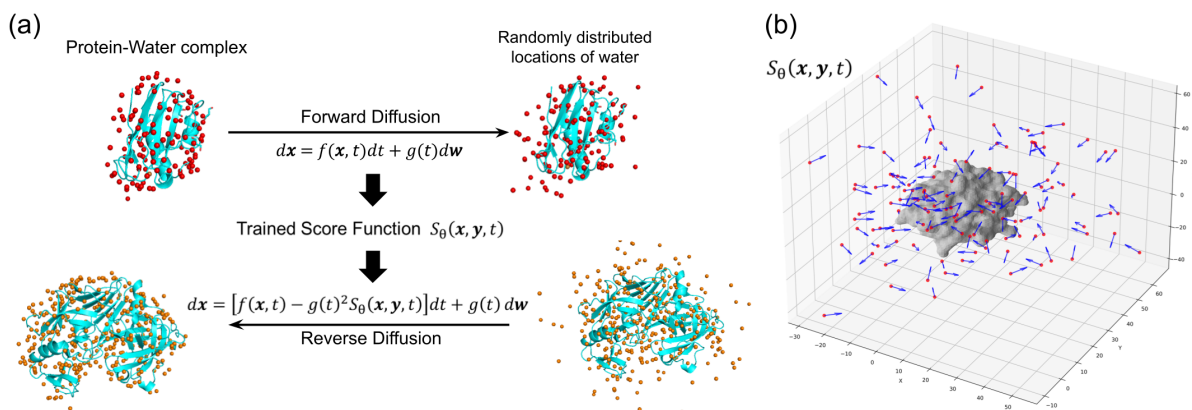 (a)
Protein-Water complex
Randomly distributed
locations of water
Forward Diffusion
d𝒙 = f(𝒙, t)dt + g(t)d𝒘
Trained Score Function S_θ(𝒙, 𝒚, t)
d𝒙 = [f(𝒙, t) − g(t)²S_θ(𝒙, 𝒚, t)]dt + g(t) d𝒘
Reverse Diffusion
(b)
S_θ(𝒙, 𝒚, t)
60
40
20
0
−20
−40
−30
−20
−10
0
10
20
30
40
50
X
−10
0
10
20
30
40
50
60
Y